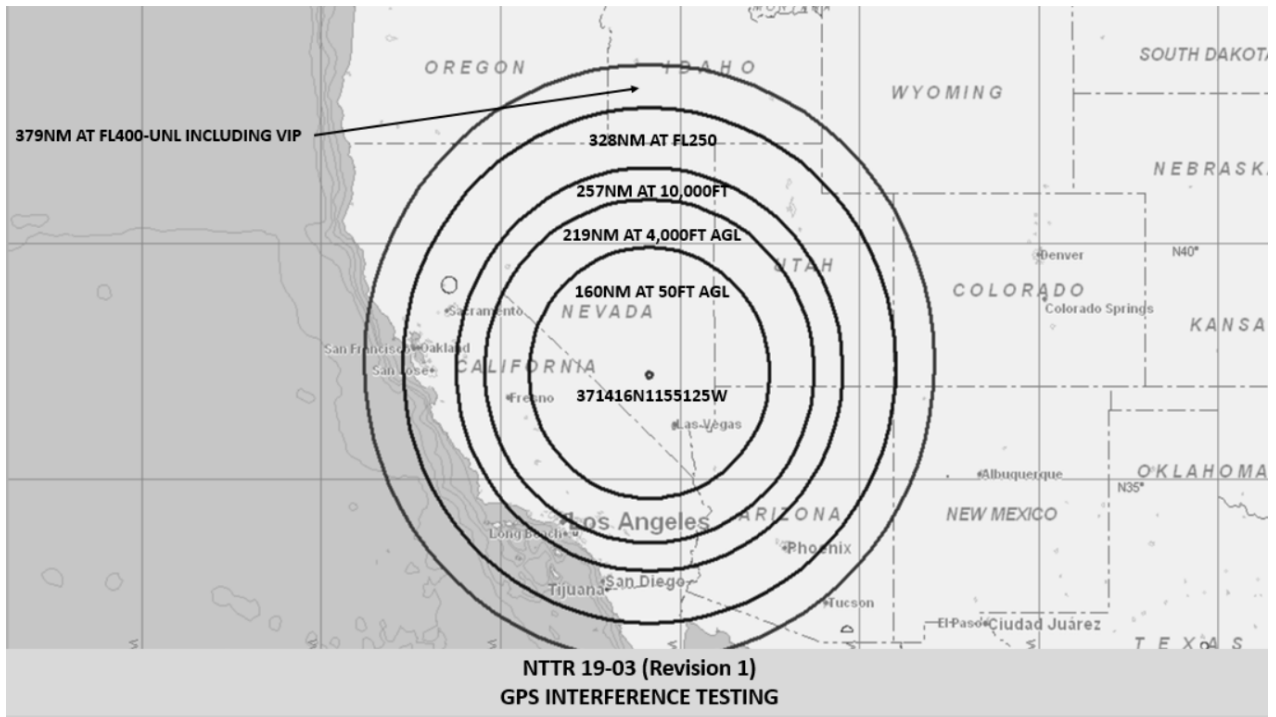 OREGON
IDAHO
SOUTH DAKOTA
WYOMING
379NM AT FL400-UNL INCLUDING VIP
328NM AT FL250
NEBRASKA
257NM AT 10,000FT
219NM AT 4,000FT AGL
N40°
Denver
UTAH
160NM AT 50FT AGL
COLORADO
Sacramento
NEVADA
Colorado Springs
KANSA
San Francisco
Oakland
San Jose
CALIFORNIA
371416N1155125W
Fresno
Las Vegas
Albuquerque
OKLAHOMA
N35°
Los Angeles
ARIZONA
NEW MEXICO
Long Beach
Phoenix
San Diego
Tijuana
Tucson
El Paso
Ciudad Juárez
TEXAS
NTTR 19-03 (Revision 1)
GPS INTERFERENCE TESTING